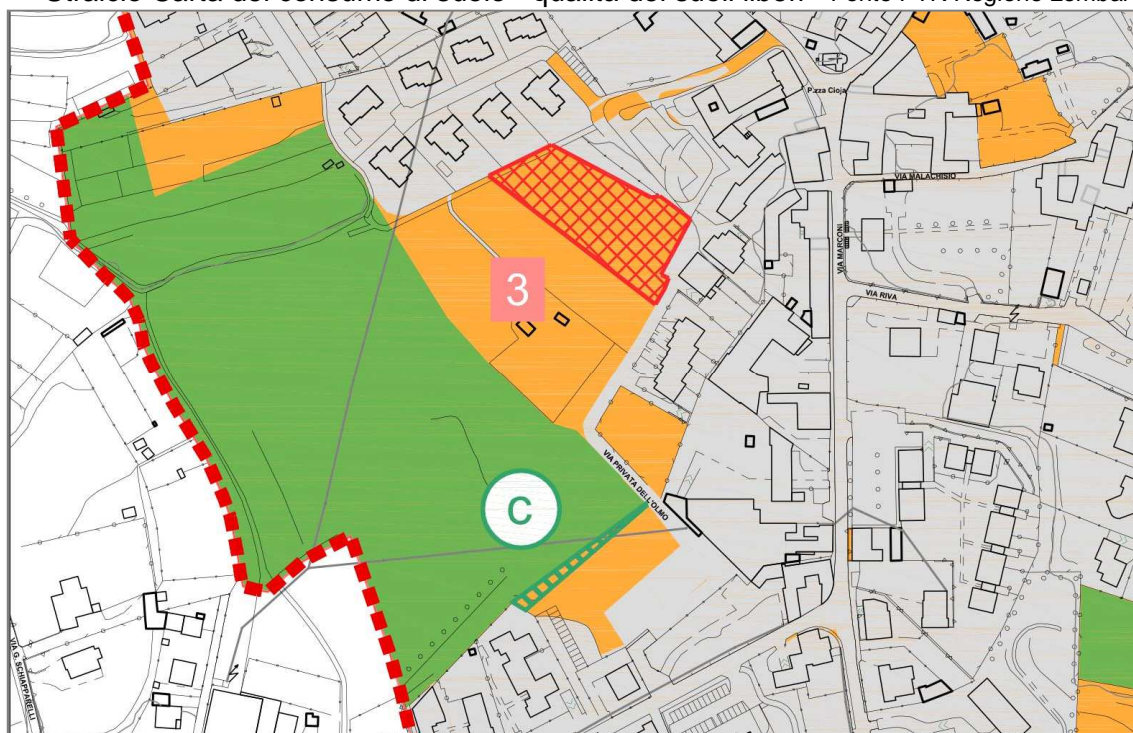 Stralcio Carta del consumo di suolo – qualità dei suoli liberi – Fonte PTR Regione Lombar
P.zza Cioja
VIA MALACHISIO
VIA MARCONI
3
VIA RIVA
VIA PRIVATA DELL'OLMO
C
VIA G. SCHIAPPARELLI